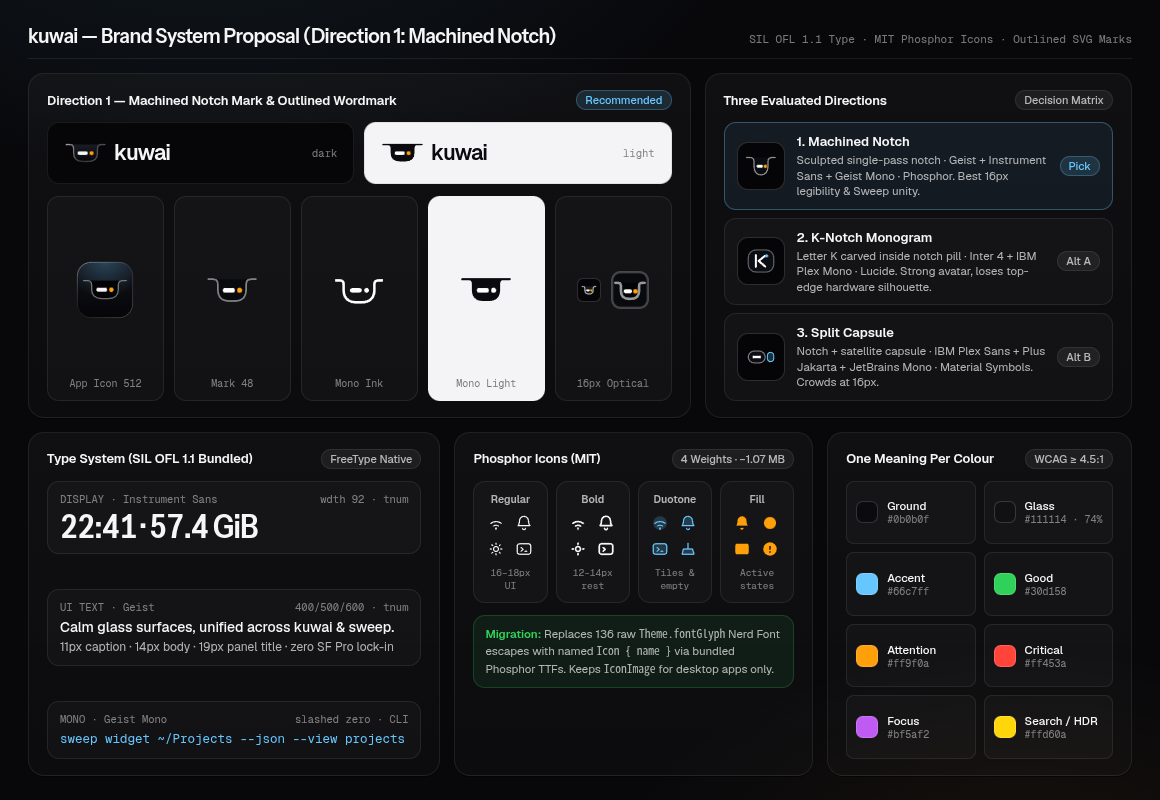 kuwai — Brand System Proposal (Direction 1: Machined Notch)
SIL OFL 1.1 Type · MIT Phosphor Icons · Outlined SVG Marks
Direction 1 — Machined Notch Mark & Outlined Wordmark
Recommended
kuwai
dark
kuwai
light
App Icon 512
Mark 48
Mono Ink
Mono Light
16px Optical
Three Evaluated Directions
Decision Matrix
1. Machined Notch
Sculpted single-pass notch · Geist + Instrument
Sans + Geist Mono · Phosphor. Best 16px
legibility & Sweep unity.
Pick
2. K-Notch Monogram
Letter K carved inside notch pill · Inter 4 + IBM
Plex Mono · Lucide. Strong avatar, loses top-
edge hardware silhouette.
Alt A
3. Split Capsule
Notch + satellite capsule · IBM Plex Sans + Plus
Jakarta + JetBrains Mono · Material Symbols.
Crowds at 16px.
Alt B
Type System (SIL OFL 1.1 Bundled)
FreeType Native
DISPLAY · Instrument Sans
wdth 92 · tnum
22:41 · 57.4 GiB
UI TEXT · Geist
400/500/600 · tnum
Calm glass surfaces, unified across kuwai & sweep.
11px caption · 14px body · 19px panel title · zero SF Pro lock-in
MONO · Geist Mono
slashed zero · CLI
sweep widget ~/Projects --json --view projects
Phosphor Icons (MIT)
4 Weights · ~1.07 MB
Regular
16–18px
UI
Bold
12–14px
rest
Duotone
Tiles &
empty
Fill
Active
states
Migration: Replaces 136 raw Theme.fontGlyph Nerd Font
escapes with named Icon { name } via bundled
Phosphor TTFs. Keeps IconImage for desktop apps only.
One Meaning Per Colour
WCAG ≥ 4.5:1
Ground
#0b0b0f
Glass
#111114 · 74%
Accent
#66c7ff
Good
#30d158
Attention
#ff9f0a
Critical
#ff453a
Focus
#bf5af2
Search / HDR
#ffd60a